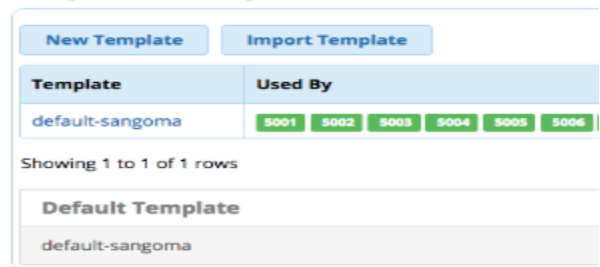 New Template Import Template
Template Used By
default-sangoma 5001 5002 5003 5004 5005 5006
Showing 1 to 1 of 1 rows
Default Template
default-sangoma